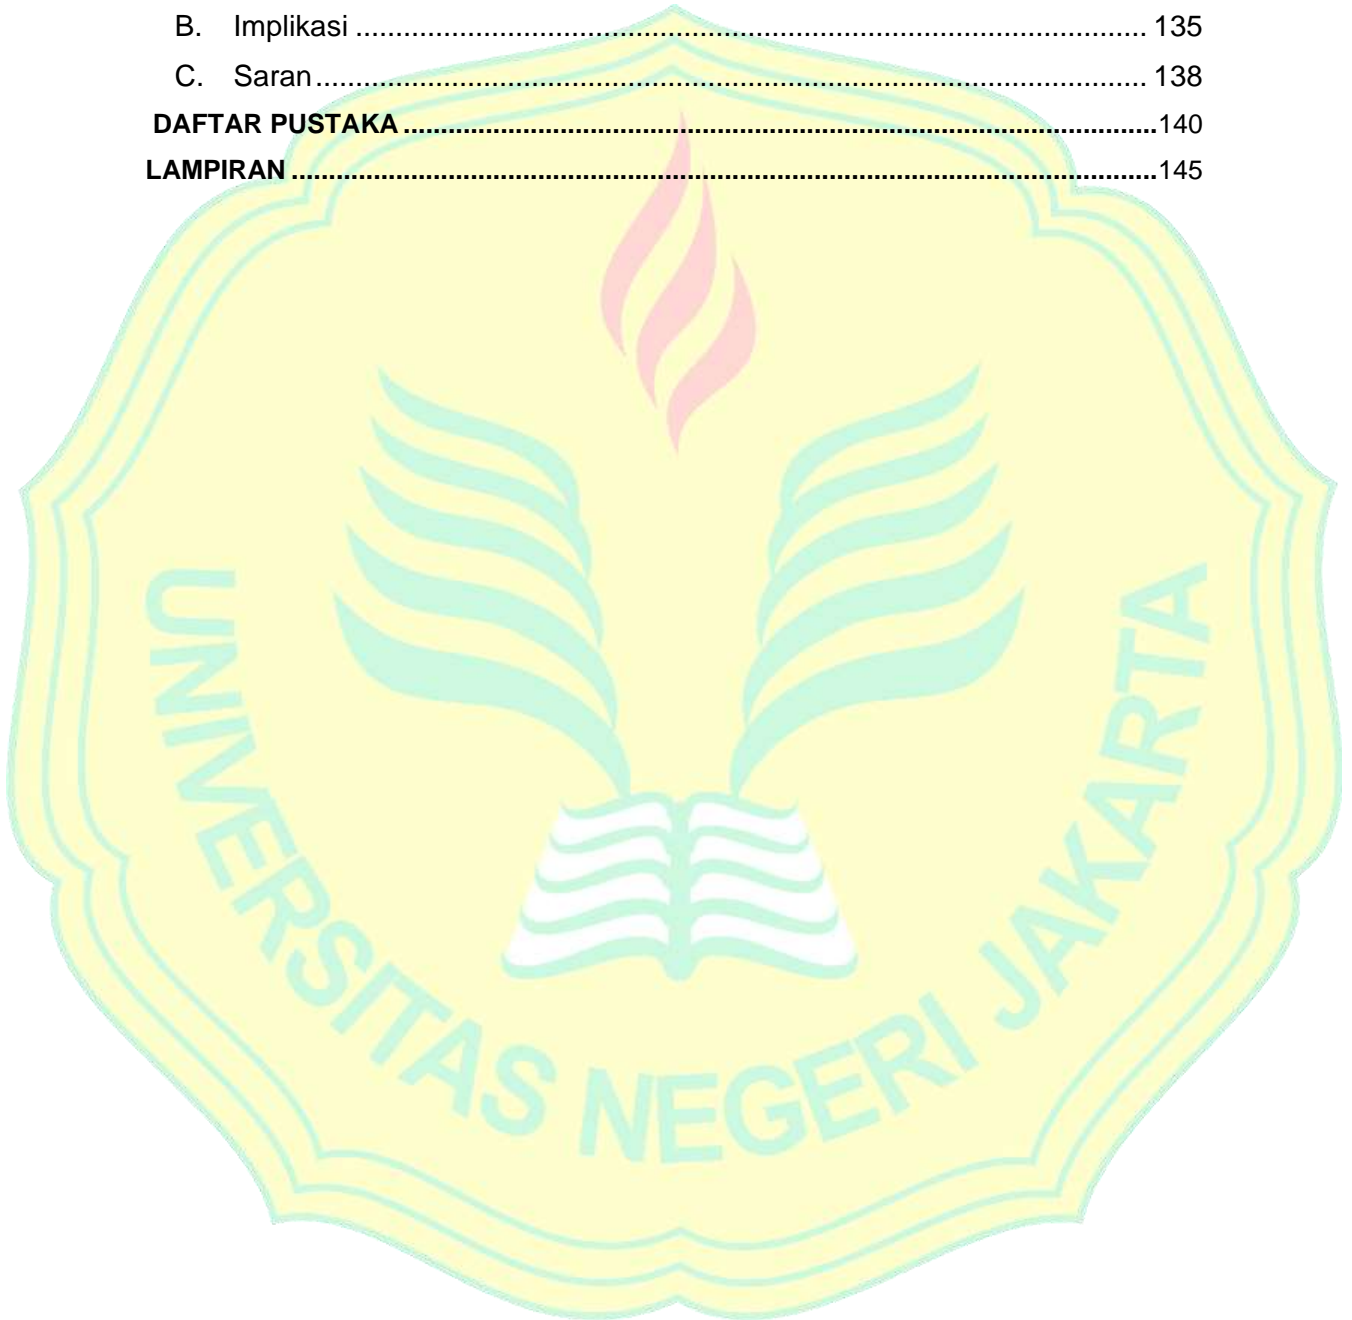 B. Implikasi ........................................................................................................ 135
C. Saran ............................................................................................................. 138
DAFTAR PUSTAKA ...............................................................................................140
LAMPIRAN .............................................................................................................145
UNIVERSITAS NEGERI JAKARTA